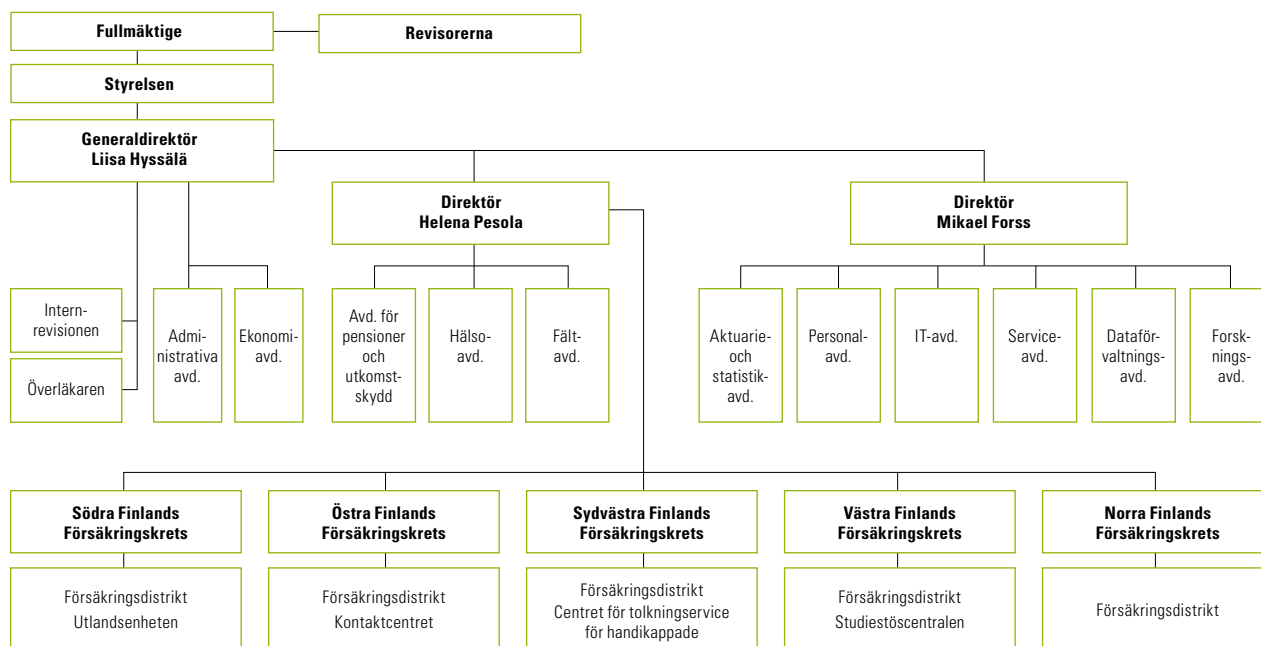 Fullmäktige
Revisorerna
Styrelsen
Generaldirektör
Liisa Hyssälä
Direktör
Helena Pesola
Direktör
Mikael Forss
Intern-
revisionen
Överläkaren
Admi-
nistrativa
avd.
Ekonomi-
avd.
Avd. för
pensioner
och
utkomst-
skydd
Hälso-
avd.
Fält-
avd.
Aktuarie-
och
statistik-
avd.
Personal-
avd.
IT-avd.
Service-
avd.
Dataför-
valtnings-
avd.
Forsk-
nings-
avd.
Södra Finlands
Försäkringskrets
Östra Finlands
Försäkringskrets
Sydvästra Finlands
Försäkringskrets
Västra Finlands
Försäkringskrets
Norra Finlands
Försäkringskrets
Försäkringsdistrikt
Utlandsenheten
Försäkringsdistrikt
Kontaktcentret
Försäkringsdistrikt
Centret för tolkningservice
för handikappade
Försäkringsdistrikt
Studiestöscentralen
Försäkringsdistrikt